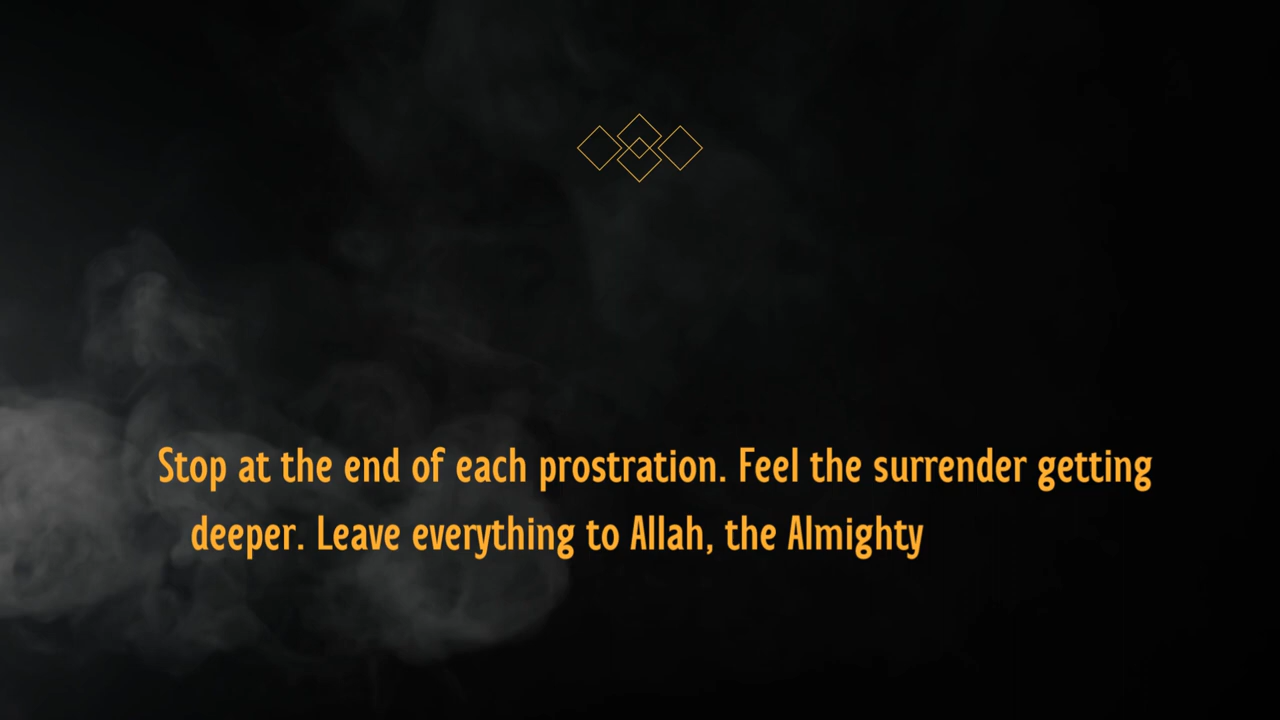 Stop at the end of each prostration. Feel the surrender getting
deeper. Leave everything to Allah, the Almighty